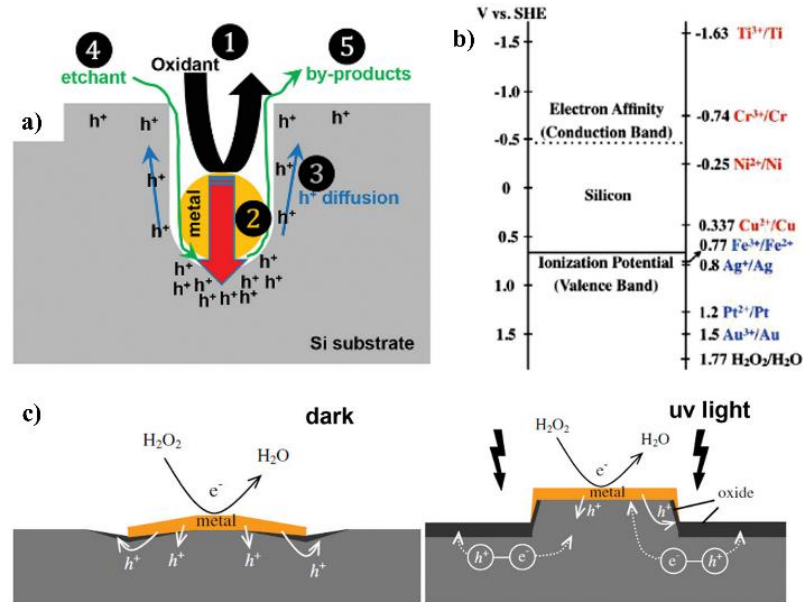 a)
4
etchant
1
Oxidant
5
by-products
h⁺ h⁺ h⁺ h⁺
h⁺ h⁺
metal
2
3
h⁺ diffusion
h⁺ h⁺
h⁺ h⁺
h⁺ h⁺
h⁺ h⁺ h⁺ h⁺
h⁺ h⁺ h⁺
Si substrate
b)
V vs. SHE
-1.5
-1.0
-0.5
0
0.5
1.0
1.5
Electron Affinity
(Conduction Band)
Silicon
Ionization Potential
(Valence Band)
-1.63 Ti³⁺/Ti
-0.74 Cr³⁺/Cr
-0.25 Ni²⁺/Ni
0.337 Cu²⁺/Cu
0.77 Fe³⁺/Fe²⁺
0.8 Ag⁺/Ag
1.2 Pt²⁺/Pt
1.5 Au³⁺/Au
1.77 H₂O₂/H₂O
c)
dark
H₂O₂
H₂O
e⁻
metal
h⁺ h⁺ h⁺ h⁺
uv light
H₂O₂
H₂O
e⁻
metal
h⁺ h⁺
oxide
h⁺ e⁻
e⁻ h⁺